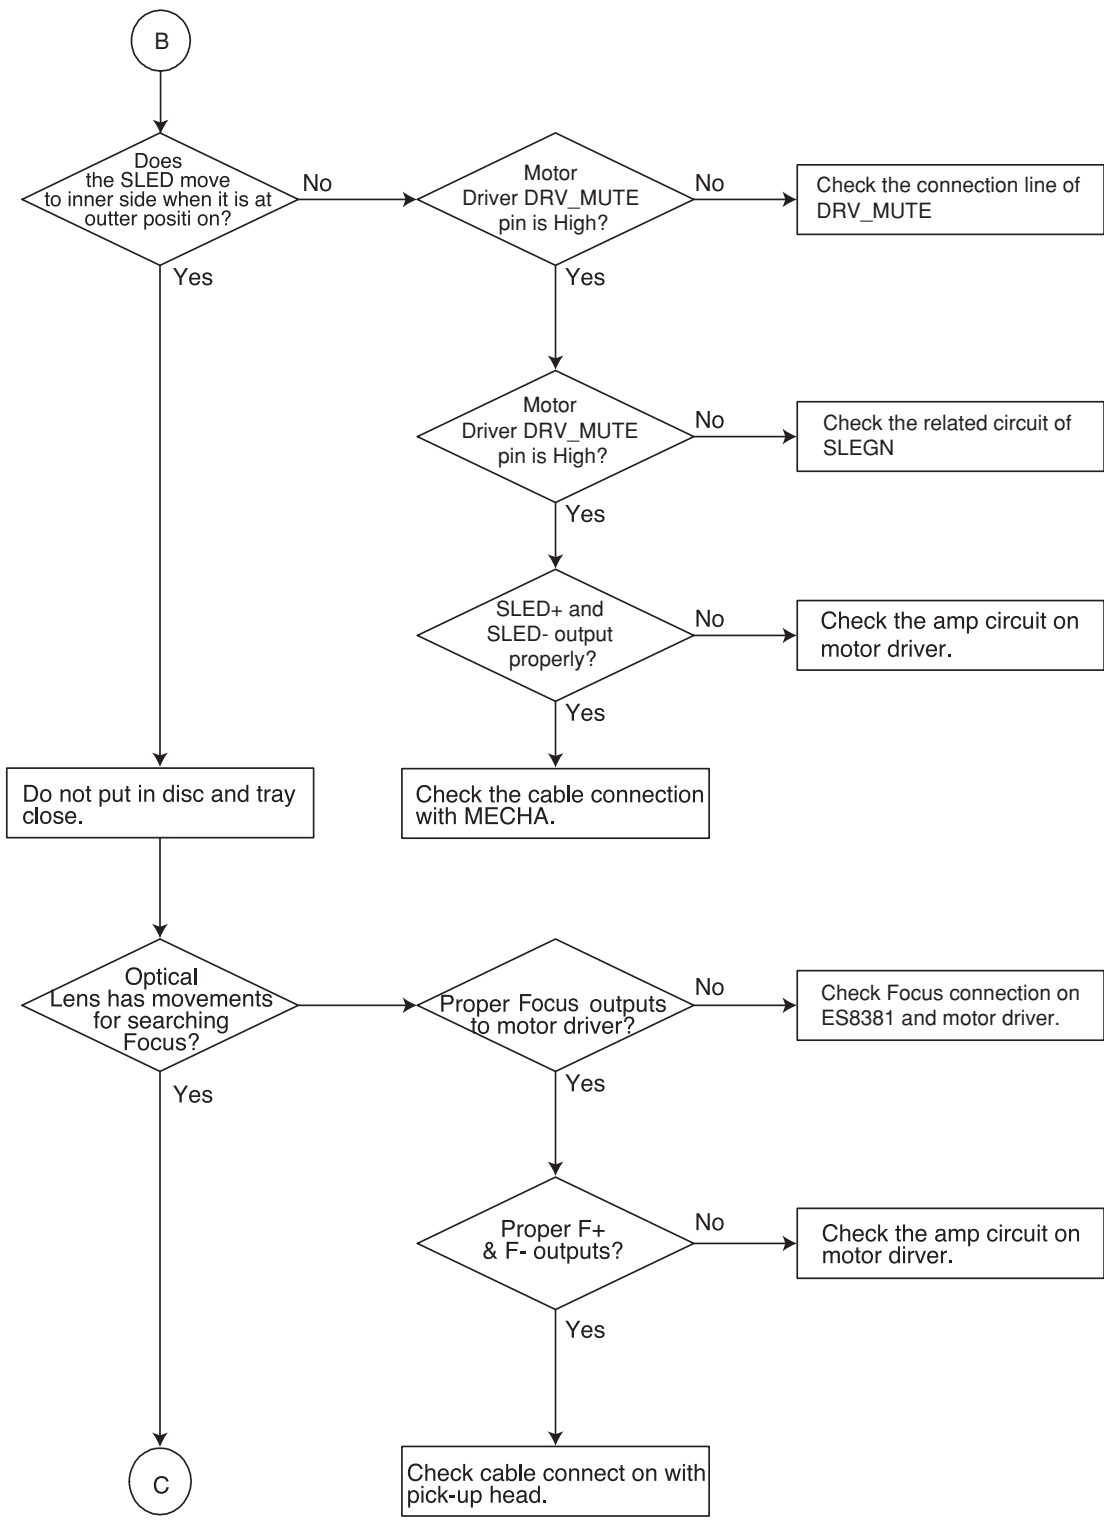 B
Does
the SLED move
to inner side when it is at
outter positi on?
No
Motor
Driver DRV_MUTE
pin is High?
No
Check the connection line of
DRV_MUTE
Yes
Yes
Motor
Driver DRV_MUTE
pin is High?
No
Check the related circuit of
SLEGN
Yes
SLED+ and
SLED- output
properly?
No
Check the amp circuit on
motor driver.
Yes
Do not put in disc and tray
close.
Check the cable connection
with MECHA.
Optical
Lens has movements
for searching
Focus?
Proper Focus outputs
to motor driver?
No
Check Focus connection on
ES8381 and motor driver.
Yes
Yes
Proper F+
& F- outputs?
No
Check the amp circuit on
motor dirver.
Yes
C
Check cable connect on with
pick-up head.